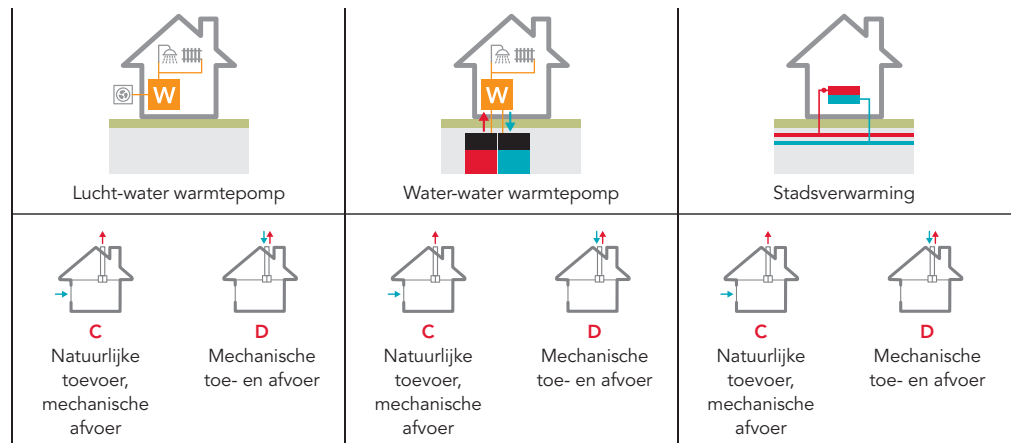 W
Lucht-water warmtepomp
W
Water-water warmtepomp
Stadsverwarming
C
Natuurlijke
toevoer,
mechanische
afvoer
D
Mechanische
toe- en afvoer
C
Natuurlijke
toevoer,
mechanische
afvoer
D
Mechanische
toe- en afvoer
C
Natuurlijke
toevoer,
mechanische
afvoer
D
Mechanische
toe- en afvoer